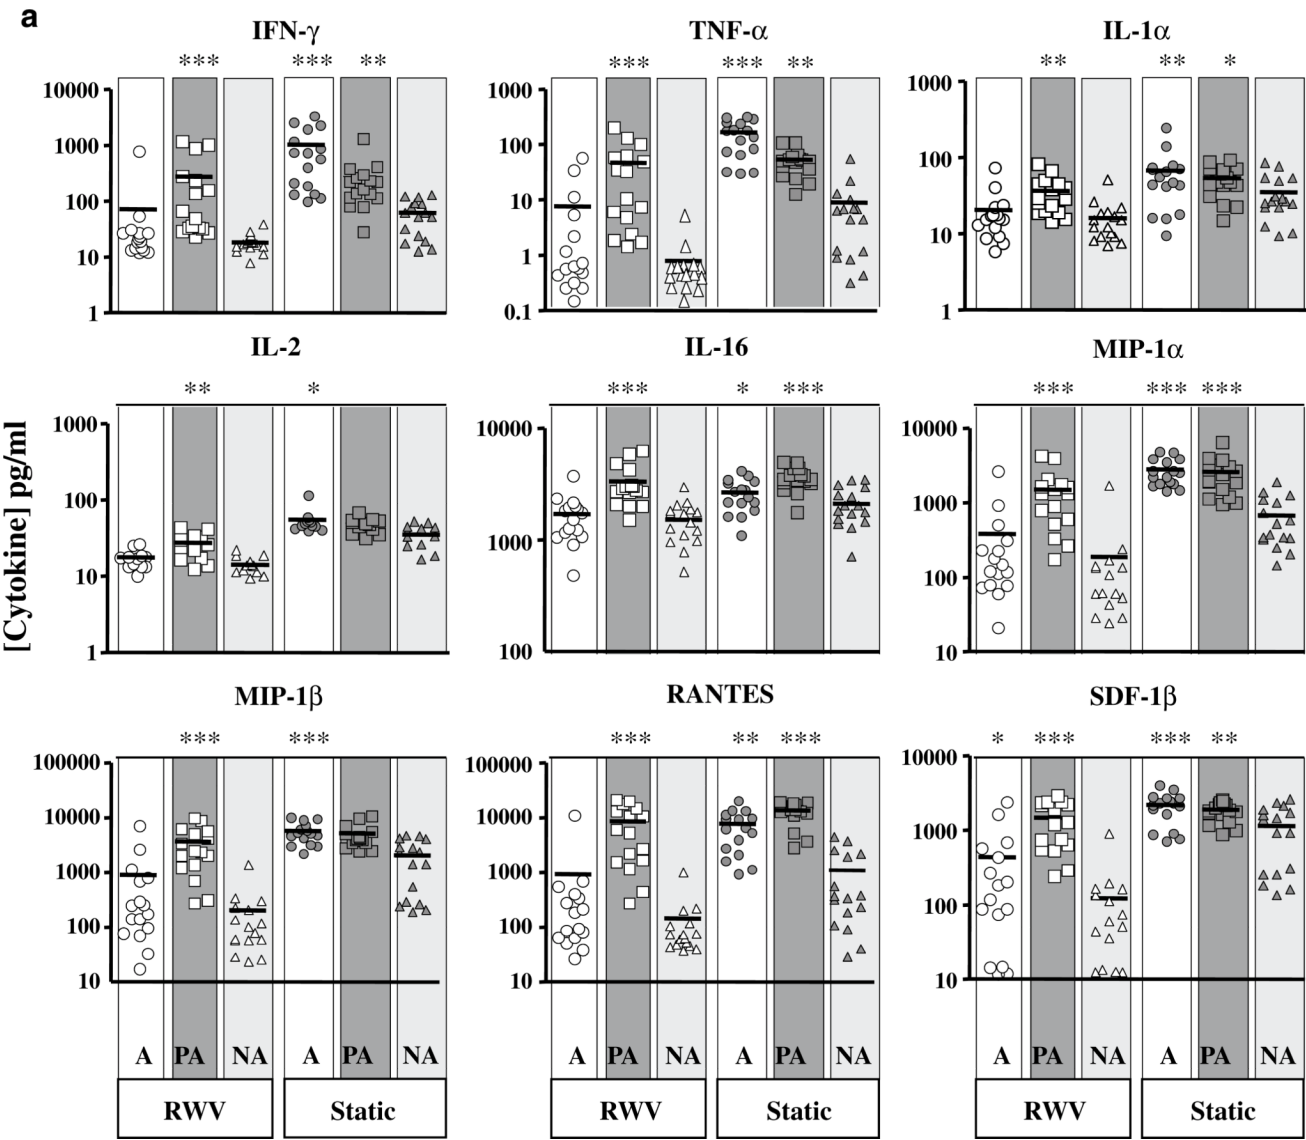 a
IFN-γ TNF-α IL-1α
*** *** ** *** *** ** ** ** *
10000 1000 1000
1000 100 100
100 10 10
10 1
1 0.1 1
IL-2 IL-16 MIP-1α
** * *** * *** *** *** ***
[Cytokine] pg/ml
1000 10000 10000
100 1000 1000
10 100
1 100 10
MIP-1β RANTES SDF-1β
*** *** *** ** *** * *** *** **
100000 100000 10000
10000 10000 1000
1000 1000
100 100 100
10 10 10
A PA NA A PA NA A PA NA A PA NA A PA NA A PA NA
RWV Static RWV Static RWV Static